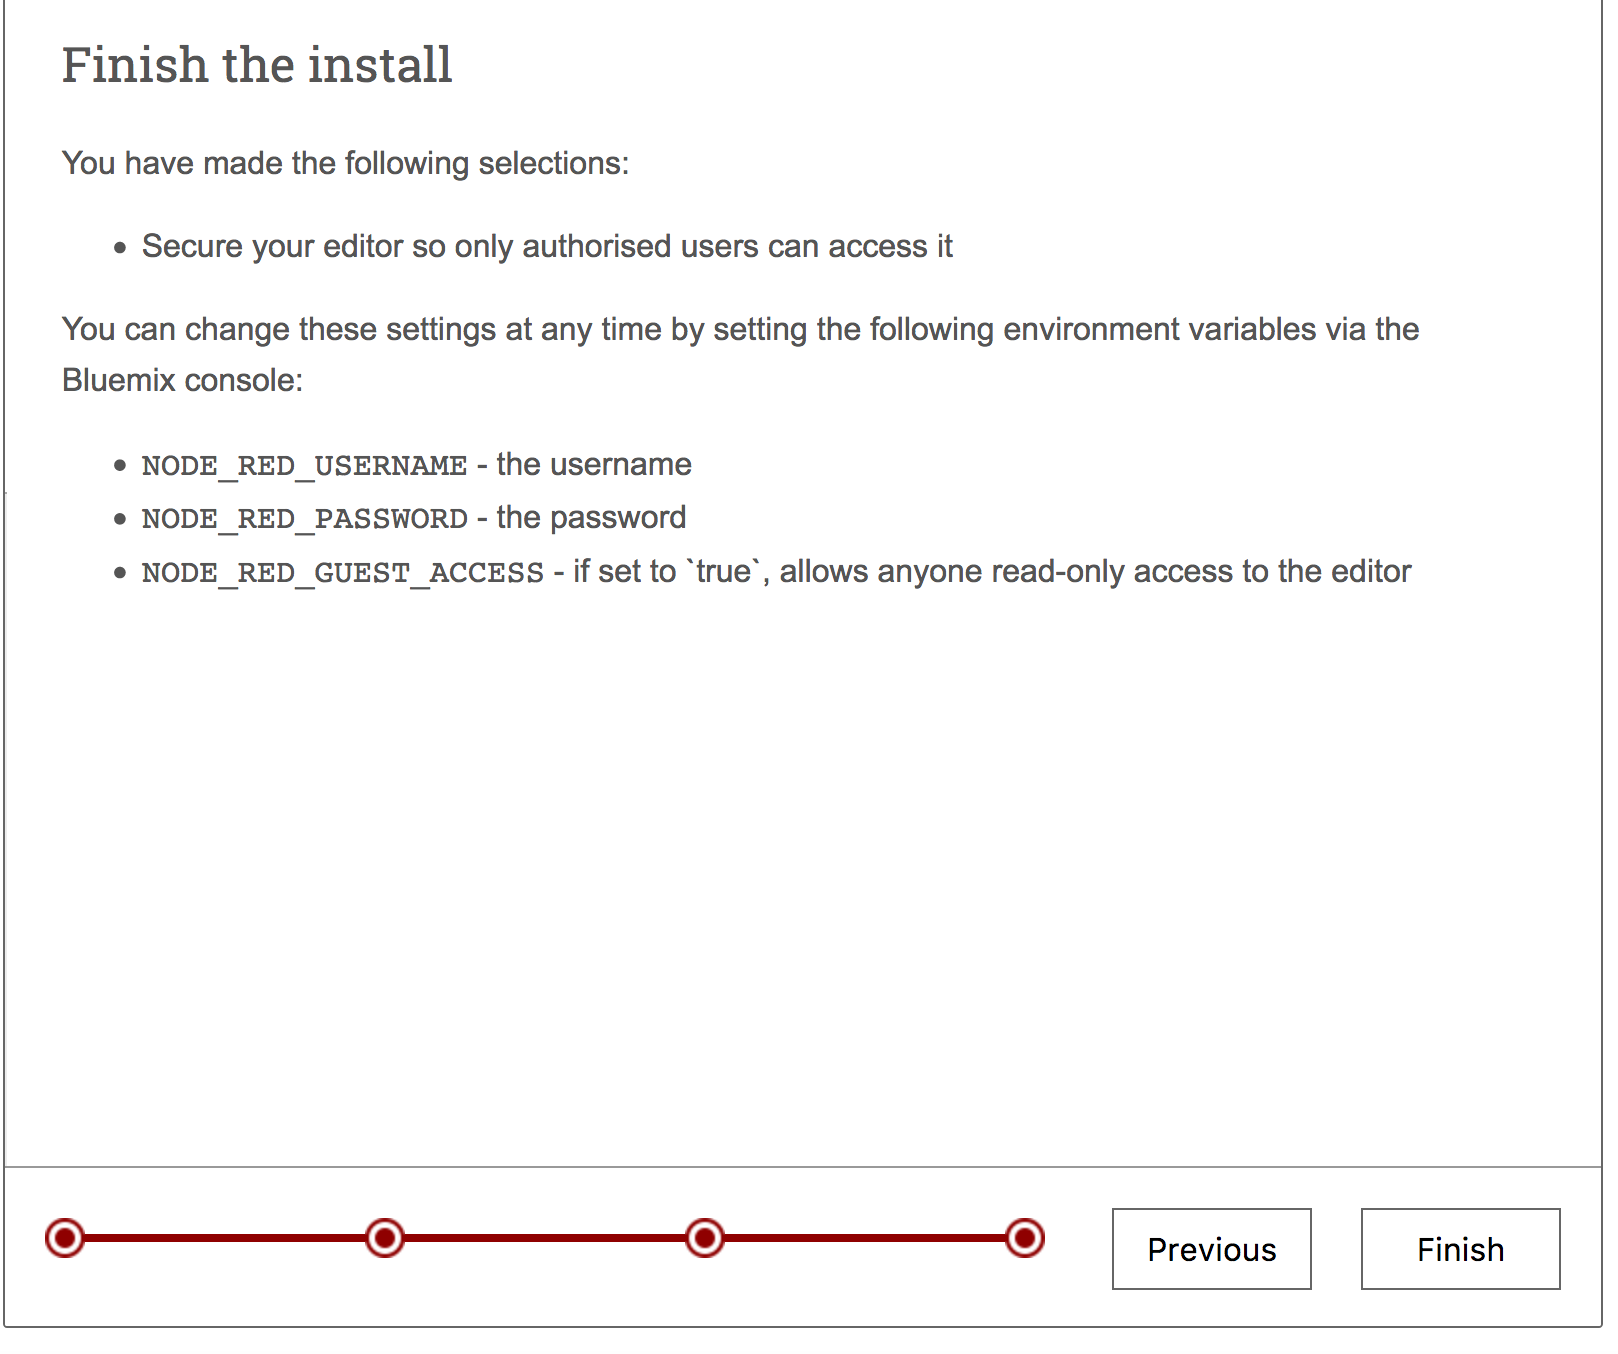 Finish the install
You have made the following selections:
Secure your editor so only authorised users can access it
You can change these settings at any time by setting the following environment variables via the
Bluemix console:
NODE_RED_USERNAME - the username
NODE_RED_PASSWORD - the password
NODE_RED_GUEST_ACCESS - if set to `true`, allows anyone read-only access to the editor
Previous
Finish